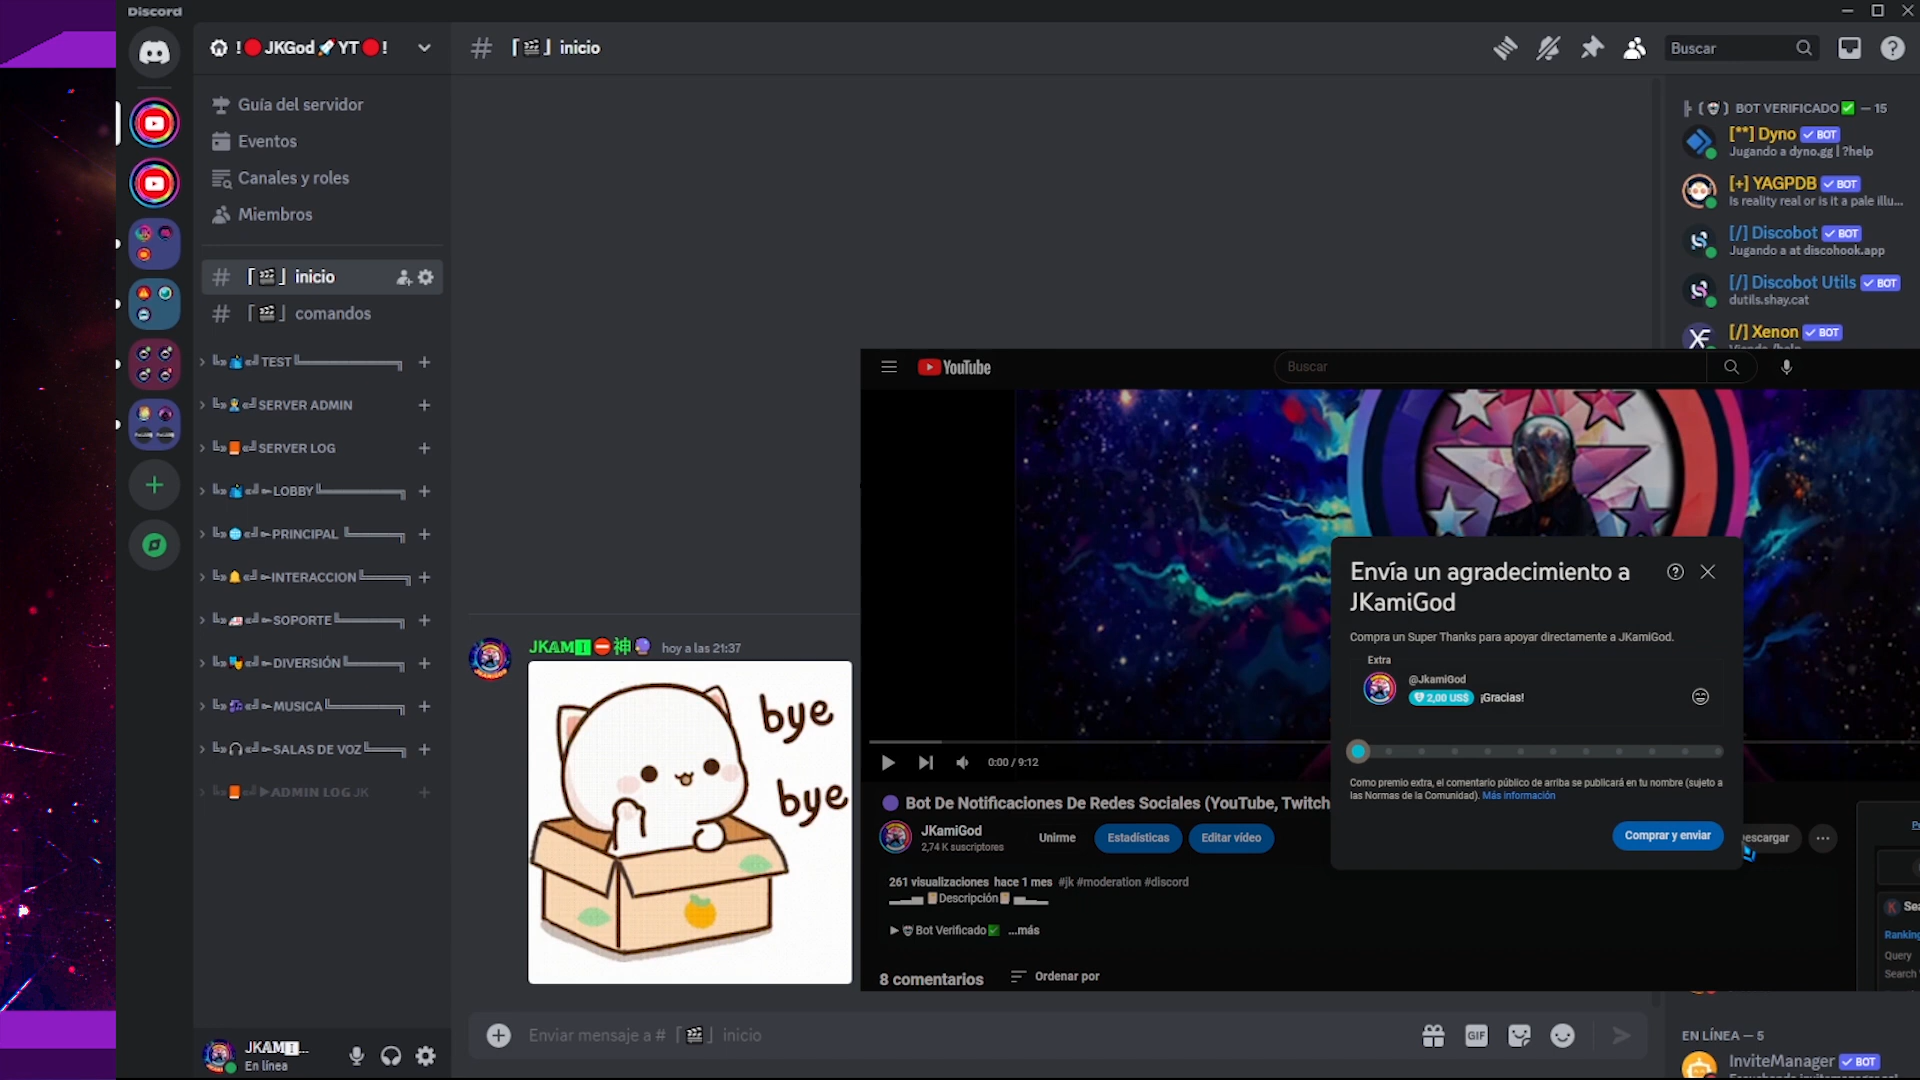 Discord
! JKGod YT !
Guía del servidor
Eventos
Canales y roles
Miembros
# 「🎬」 inicio
# 「🎬」 comandos
TEST
SERVER ADMIN
SERVER LOG
LOBBY
PRINCIPAL
INTERACCION
SOPORTE
DIVERSIÓN
MUSICA
SALAS DE VOZ
ADMIN LOG JK
JKAMI...
En línea
# 「🎬」 inicio
Buscar
JKAMI⛔神🔮 hoy a las 21:37
bye
bye
Enviar mensaje a # 「🎬」 inicio
GIF
BOT VERIFICADO✅ — 15
[**] Dyno ✓ BOT
Jugando a dyno.gg | ?help
[+] YAGPDB ✓ BOT
Is reality real or is it a pale illu...
[/] Discobot ✓ BOT
Jugando a at discohook.app
[/] Discobot Utils ✓ BOT
dutils.shay.cat
[/] Xenon ✓ BOT
YouTube
Buscar
Envía un agradecimiento a
JKamiGod
Compra un Super Thanks para apoyar directamente a JKamiGod.
Extra
@JkamiGod
2,00 US$ ¡Gracias!
Como premio extra, el comentario público de arriba se publicará en tu nombre (sujeto a
las Normas de la Comunidad). Más información
Comprar y enviar
0:00 / 9:12
Bot De Notificaciones De Redes Sociales (YouTube, Twitch
JKamiGod
2,74 K suscriptores
Unirme
Estadísticas
Editar vídeo
escargar
261 visualizaciones hace 1 mes #jk #moderation #discord
Descripción
Bot Verificado✅ ...más
8 comentarios
Ordenar por
Sea
Ranking
Query
Search
EN LÍNEA — 5
InviteManager ✓ BOT